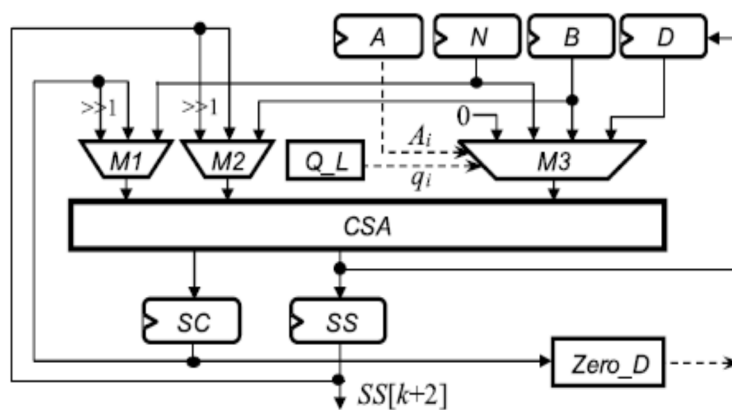 A N B D
>>1 >>1 0
A_i
M1 M2 Q_L M3
q_i
CSA
SC SS
Zero_D
SS[k+2]